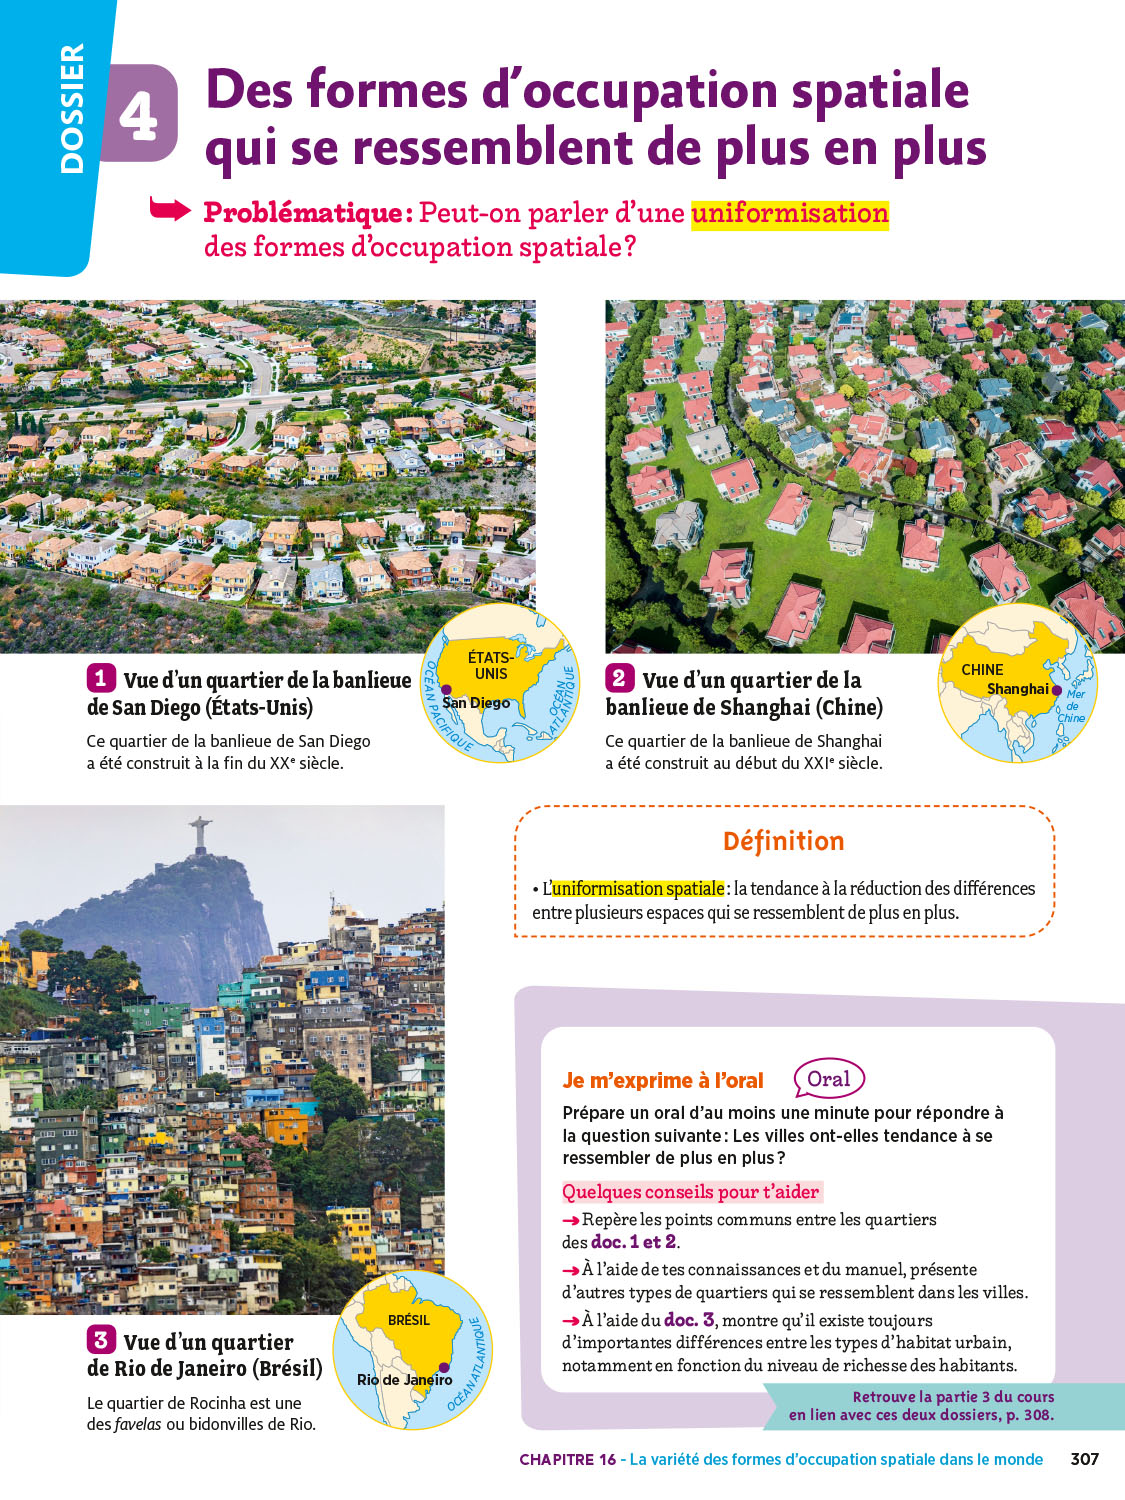 DOSSIER
4
Des formes d'occupation spatiale
qui se ressemblent de plus en plus
Problématique : Peut-on parler d'une uniformisation
des formes d'occupation spatiale ?
ÉTATS-
UNIS
San Diego
OCÉAN PACIFIQUE
OCÉAN
ATLANTIQUE
1 Vue d'un quartier de la banlieue
de San Diego (États-Unis)
Ce quartier de la banlieue de San Diego
a été construit à la fin du XXe siècle.
CHINE
Shanghai
Mer
de
Chine
2 Vue d'un quartier de la
banlieue de Shanghai (Chine)
Ce quartier de la banlieue de Shanghai
a été construit au début du XXIe siècle.
Définition
• L'uniformisation spatiale : la tendance à la réduction des différences
entre plusieurs espaces qui se ressemblent de plus en plus.
BRÉSIL
Rio de Janeiro
OCÉAN ATLANTIQUE
3 Vue d'un quartier
de Rio de Janeiro (Brésil)
Le quartier de Rocinha est une
des favelas ou bidonvilles de Rio.
Je m'exprime à l'oral
Oral
Prépare un oral d'au moins une minute pour répondre à
la question suivante : Les villes ont-elles tendance à se
ressembler de plus en plus ?
Quelques conseils pour t'aider
→ Repère les points communs entre les quartiers
des doc. 1 et 2.
→ À l'aide de tes connaissances et du manuel, présente
d'autres types de quartiers qui se ressemblent dans les villes.
→ À l'aide du doc. 3, montre qu'il existe toujours
d'importantes différences entre les types d'habitat urbain,
notamment en fonction du niveau de richesse des habitants.
Retrouve la partie 3 du cours
en lien avec ces deux dossiers, p. 308.
CHAPITRE 16 - La variété des formes d'occupation spatiale dans le monde 307